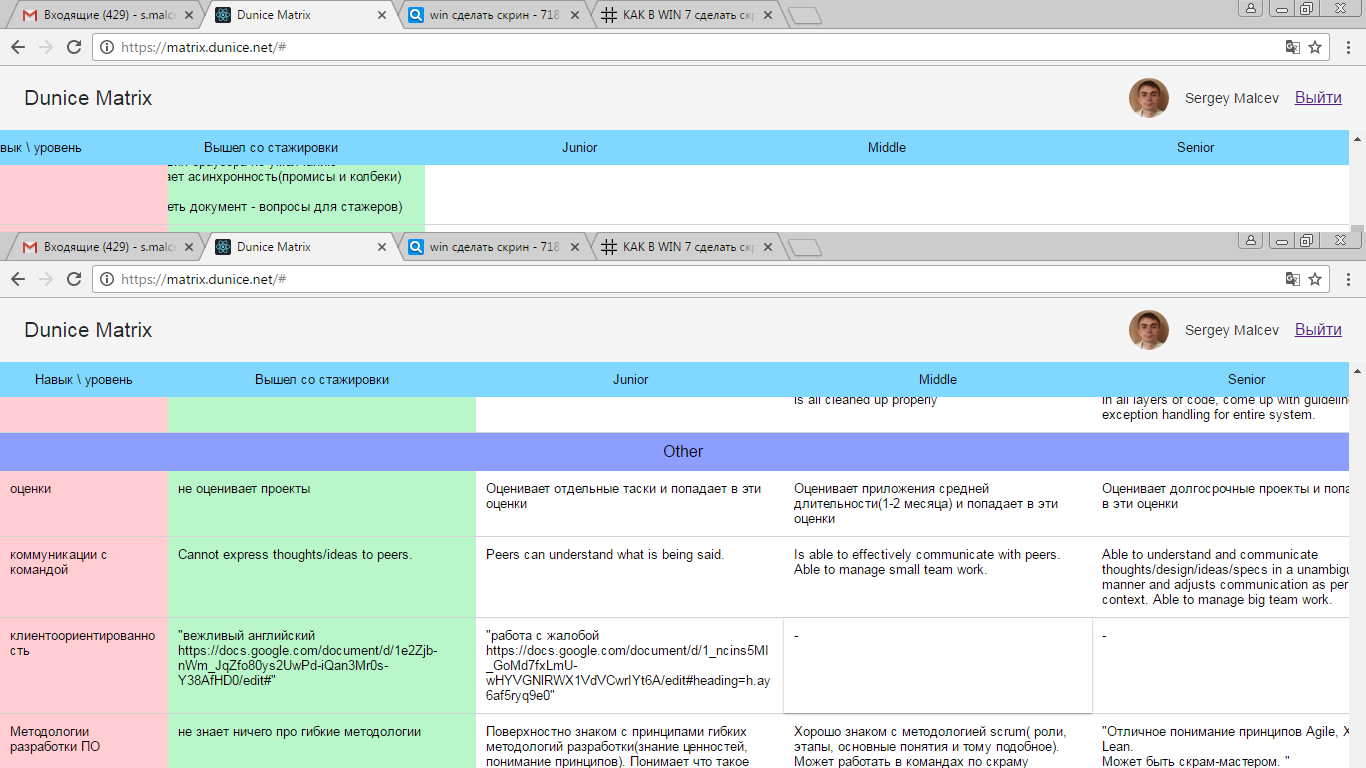 Входящие (429) - s.malce
Dunice Matrix
win сделать скрин - 718
КАК В WIN 7 сделать скр
https://matrix.dunice.net/#
Dunice Matrix
Sergey Malcev
Выйти
вык \ уровень
Вышел со стажировки
Junior
Middle
Senior
ает асинхронность(промисы и колбеки)
еть документ - вопросы для стажеров)
Входящие (429) - s.malce
Dunice Matrix
win сделать скрин - 718
КАК В WIN 7 сделать скр
https://matrix.dunice.net/#
Dunice Matrix
Sergey Malcev
Выйти
Навык \ уровень
Вышел со стажировки
Junior
Middle
Senior
is all cleaned up properly
in all layers of code, come up with guideline
exception handling for entire system.
Other
оценки
не оценивает проекты
Оценивает отдельные таски и попадает в эти
оценки
Оценивает приложения средней
длительности(1-2 месяца) и попадает в эти
оценки
Оценивает долгосрочные проекты и попа
в эти оценки
коммуникации с
командой
Cannot express thoughts/ideas to peers.
Peers can understand what is being said.
Is able to effectively communicate with peers.
Able to manage small team work.
Able to understand and communicate
thoughts/design/ideas/specs in a unambigu
manner and adjusts communication as per
context. Able to manage big team work.
клиентоориентированно
сть
"вежливый английский
https://docs.google.com/document/d/1e2Zjb-
nWm_JqZfo80ys2UwPd-iQan3Mr0s-
Y38AfHD0/edit#"
"работа с жалобой
https://docs.google.com/document/d/1_ncins5MI
_GoMd7fxLmU-
wHYVGNlRWX1VdVCwrIYt6A/edit#heading=h.ay
6af5ryq9e0"
-
-
Методологии
разработки ПО
не знает ничего про гибкие методологии
Поверхностно знаком с принципами гибких
методологий разработки(знание ценностей,
понимание принципов). Понимает что такое
Хорошо знаком с методологией scrum( роли,
этапы, основные понятия и тому подобное).
Может работать в командах по скраму
"Отличное понимание принципов Agile, X
Lean.
Может быть скрам-мастером. "